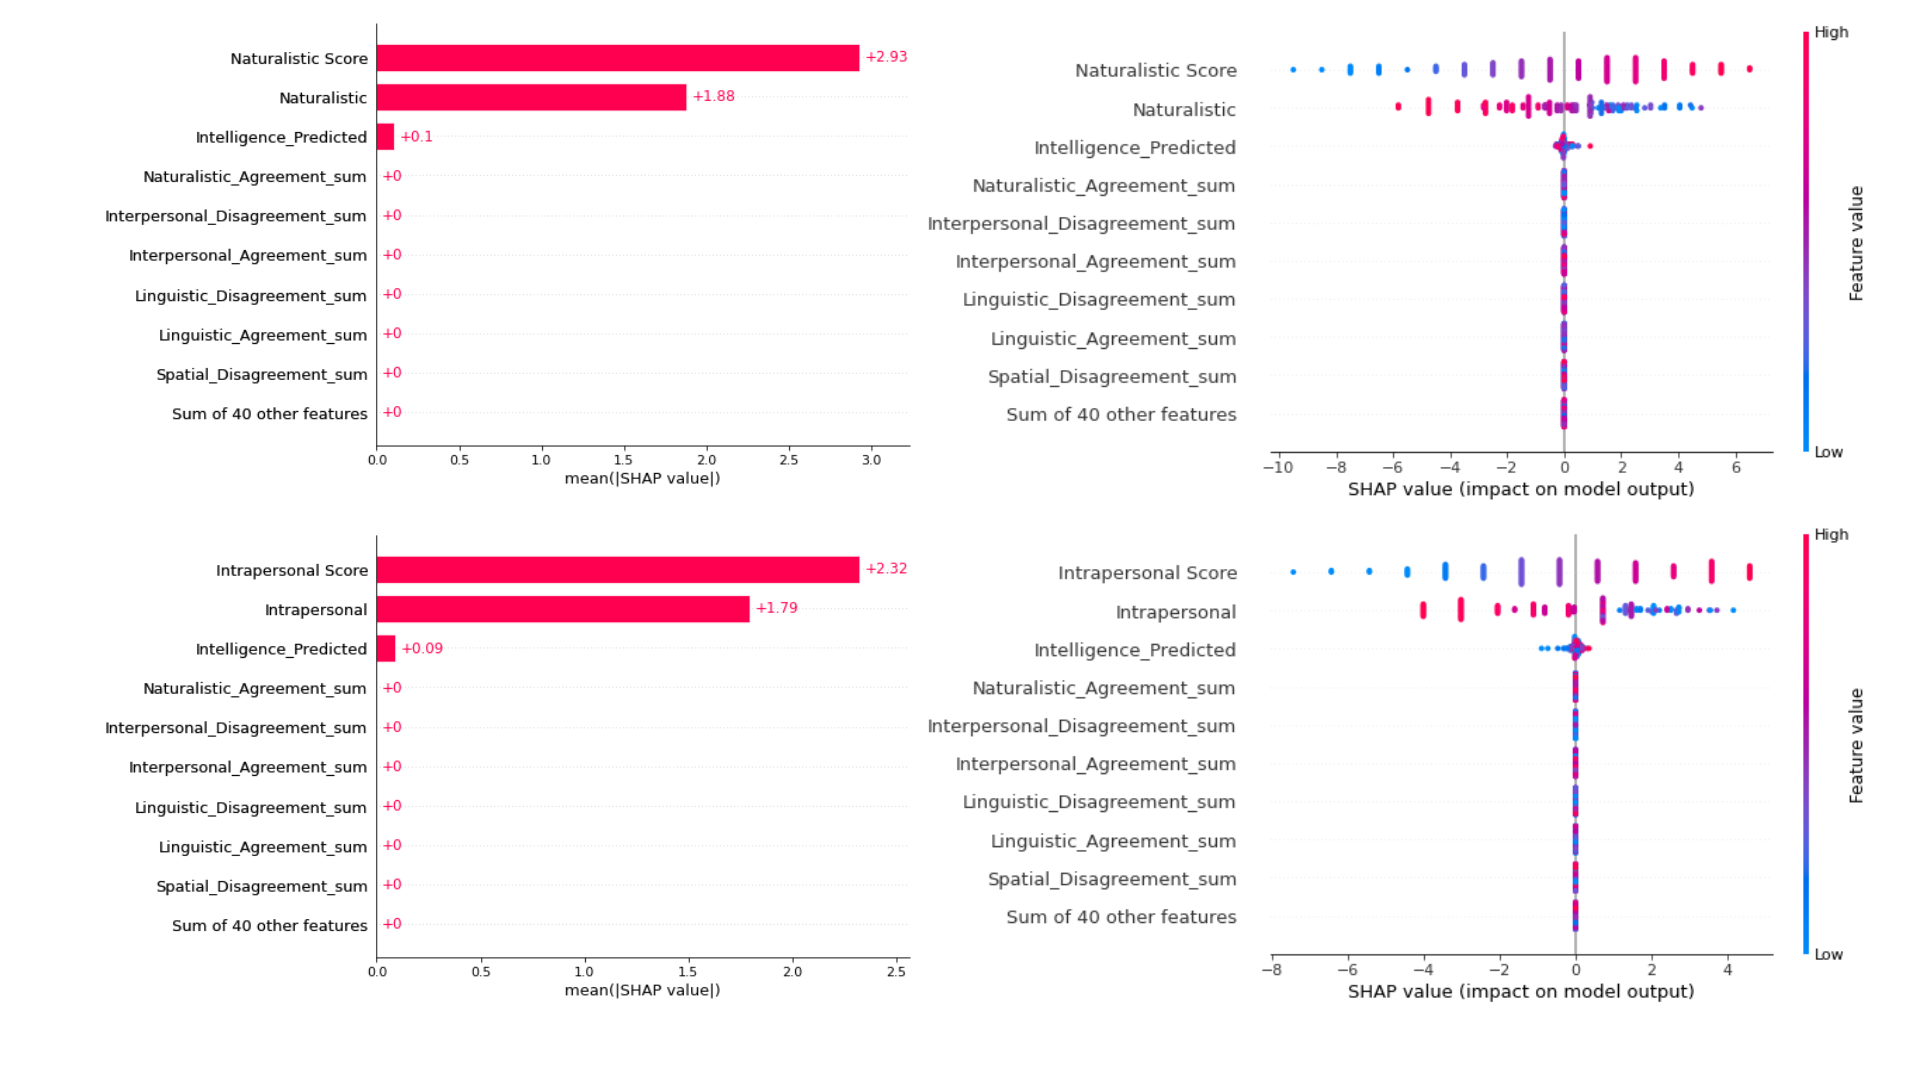 Naturalistic Score
+2.93
Naturalistic
+1.88
Intelligence_Predicted
+0.1
Naturalistic_Agreement_sum
+0
Interpersonal_Disagreement_sum
+0
Interpersonal_Agreement_sum
+0
Linguistic_Disagreement_sum
+0
Linguistic_Agreement_sum
+0
Spatial_Disagreement_sum
+0
Sum of 40 other features
+0
0.0 0.5 1.0 1.5 2.0 2.5 3.0
mean(|SHAP value|)
Naturalistic Score
Naturalistic
Intelligence_Predicted
Naturalistic_Agreement_sum
Interpersonal_Disagreement_sum
Interpersonal_Agreement_sum
Linguistic_Disagreement_sum
Linguistic_Agreement_sum
Spatial_Disagreement_sum
Sum of 40 other features
−10 −8 −6 −4 −2 0 2 4 6
SHAP value (impact on model output)
High
Feature value
Low
Intrapersonal Score
+2.32
Intrapersonal
+1.79
Intelligence_Predicted
+0.09
Naturalistic_Agreement_sum
+0
Interpersonal_Disagreement_sum
+0
Interpersonal_Agreement_sum
+0
Linguistic_Disagreement_sum
+0
Linguistic_Agreement_sum
+0
Spatial_Disagreement_sum
+0
Sum of 40 other features
+0
0.0 0.5 1.0 1.5 2.0 2.5
mean(|SHAP value|)
Intrapersonal Score
Intrapersonal
Intelligence_Predicted
Naturalistic_Agreement_sum
Interpersonal_Disagreement_sum
Interpersonal_Agreement_sum
Linguistic_Disagreement_sum
Linguistic_Agreement_sum
Spatial_Disagreement_sum
Sum of 40 other features
−8 −6 −4 −2 0 2 4
SHAP value (impact on model output)
High
Feature value
Low